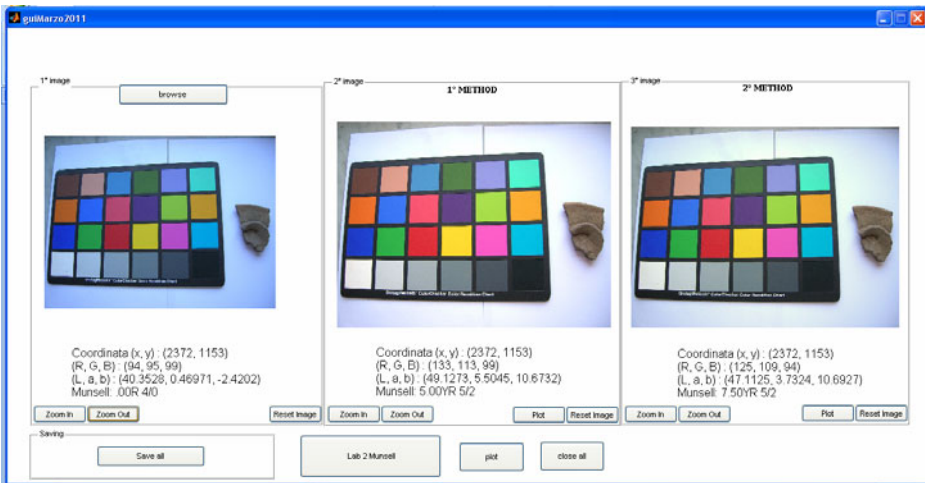 guiMarzo2011
1° image
browse
2° image
1° METHOD
3° image
2° METHOD
Coordinata (x, y) : (2372, 1153)
(R, G, B) : (94, 95, 99)
(L, a, b) : (40.3528, 0.46971, -2.4202)
Munsell: .00R 4/0
Coordinata (x, y) : (2372, 1153)
(R, G, B) : (133, 113, 99)
(L, a, b) : (49.1273, 5.5045, 10.6732)
Munsell: 5.00YR 5/2
Coordinata (x, y) : (2372, 1153)
(R, G, B) : (125, 109, 94)
(L, a, b) : (47.1125, 3.7324, 10.6927)
Munsell: 7.50YR 5/2
Zoom In
Zoom Out
Reset Image
Zoom In
Zoom Out
Plot
Reset Image
Zoom In
Zoom Out
Plot
Reset Image
Saving
Save all
Lab 2 Munsell
plot
close all